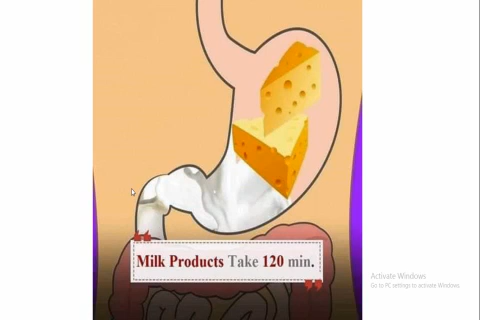 Milk Products Take 120 min.
Activate Windows
Go to PC settings to activate Windows.